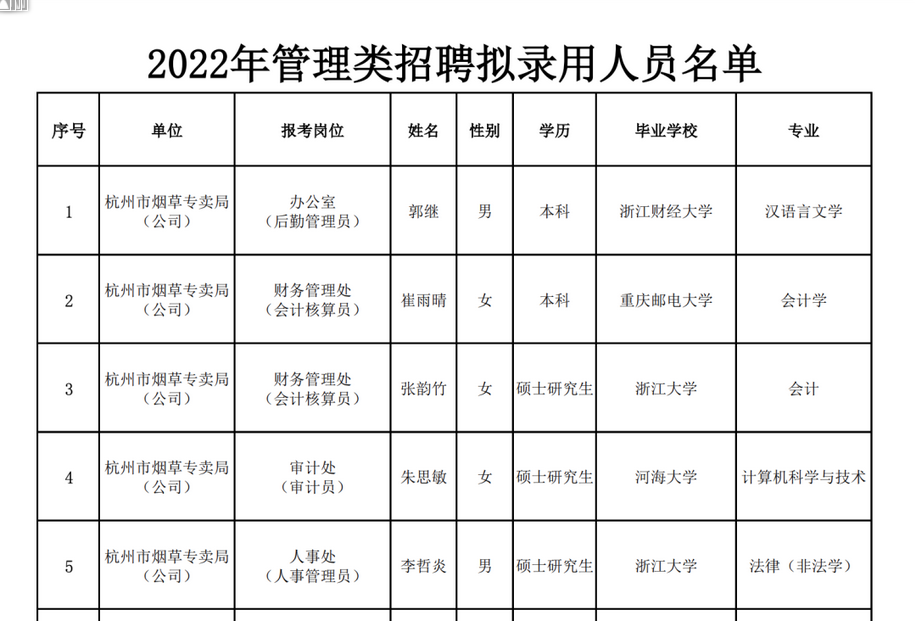 2022年管理类招聘拟录用人员名单
序号 单位 报考岗位 姓名 性别 学历 毕业学校 专业
1 杭州市烟草专卖局（公司） 办公室（后勤管理员） 郭继 男 本科 浙江财经大学 汉语言文学
2 杭州市烟草专卖局（公司） 财务管理处（会计核算员） 崔雨晴 女 本科 重庆邮电大学 会计学
3 杭州市烟草专卖局（公司） 财务管理处（会计核算员） 张韵竹 女 硕士研究生 浙江大学 会计
4 杭州市烟草专卖局（公司） 审计处（审计员） 朱思敏 女 硕士研究生 河海大学 计算机科学与技术
5 杭州市烟草专卖局（公司） 人事处（人事管理员） 李哲炎 男 硕士研究生 浙江大学 法律（非法学）